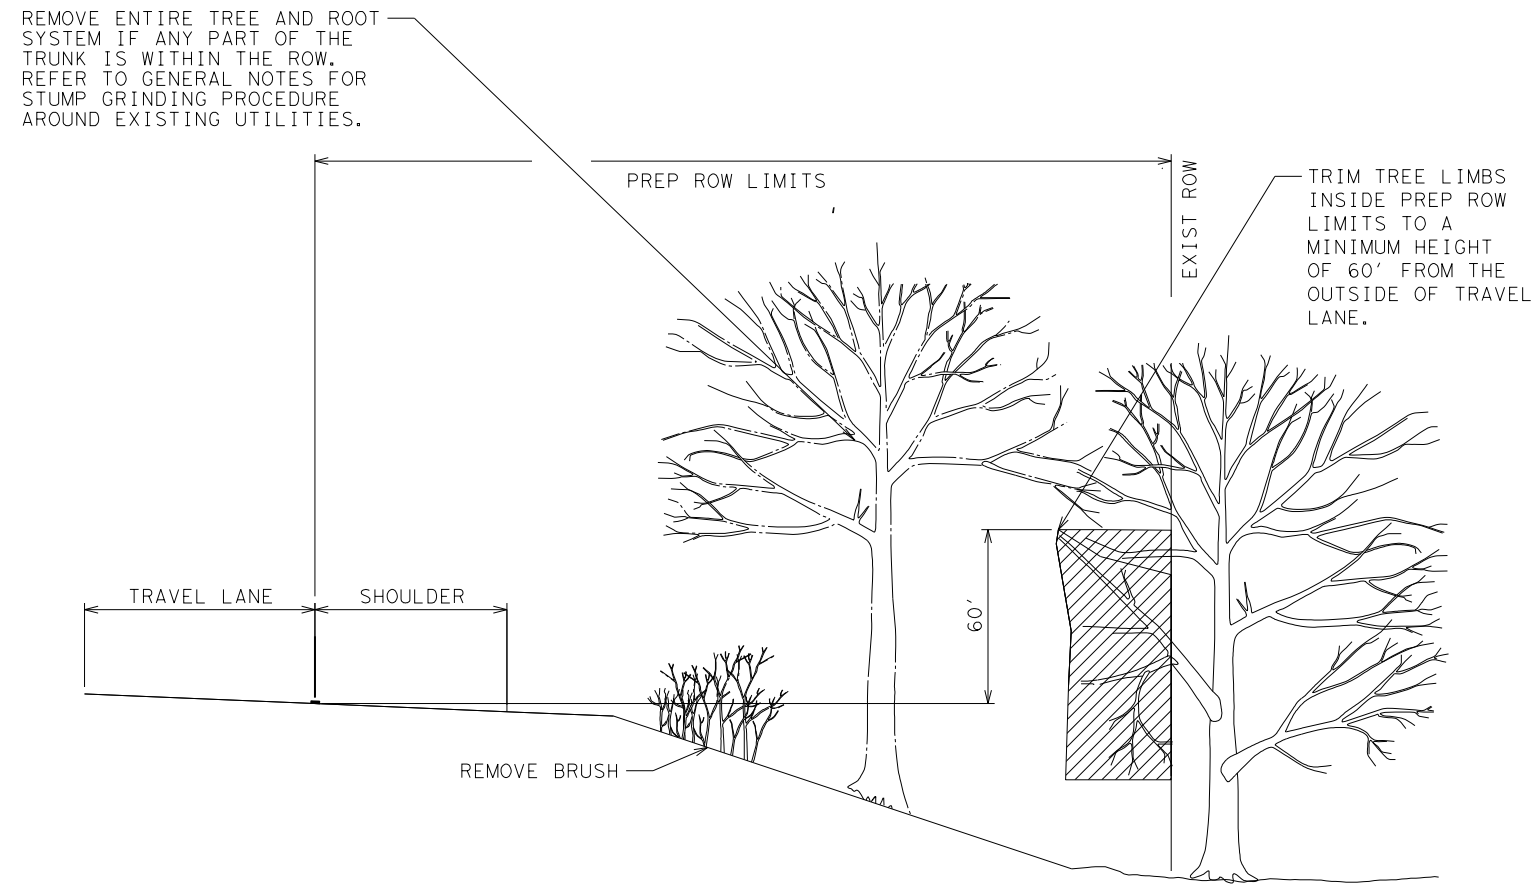 REMOVE ENTIRE TREE AND ROOT
SYSTEM IF ANY PART OF THE
TRUNK IS WITHIN THE ROW.
REFER TO GENERAL NOTES FOR
STUMP GRINDING PROCEDURE
AROUND EXISTING UTILITIES.
PREP ROW LIMITS
EXIST ROW
TRIM TREE LIMBS
INSIDE PREP ROW
LIMITS TO A
MINIMUM HEIGHT
OF 60' FROM THE
OUTSIDE OF TRAVEL
LANE.
TRAVEL LANE
SHOULDER
60'
REMOVE BRUSH